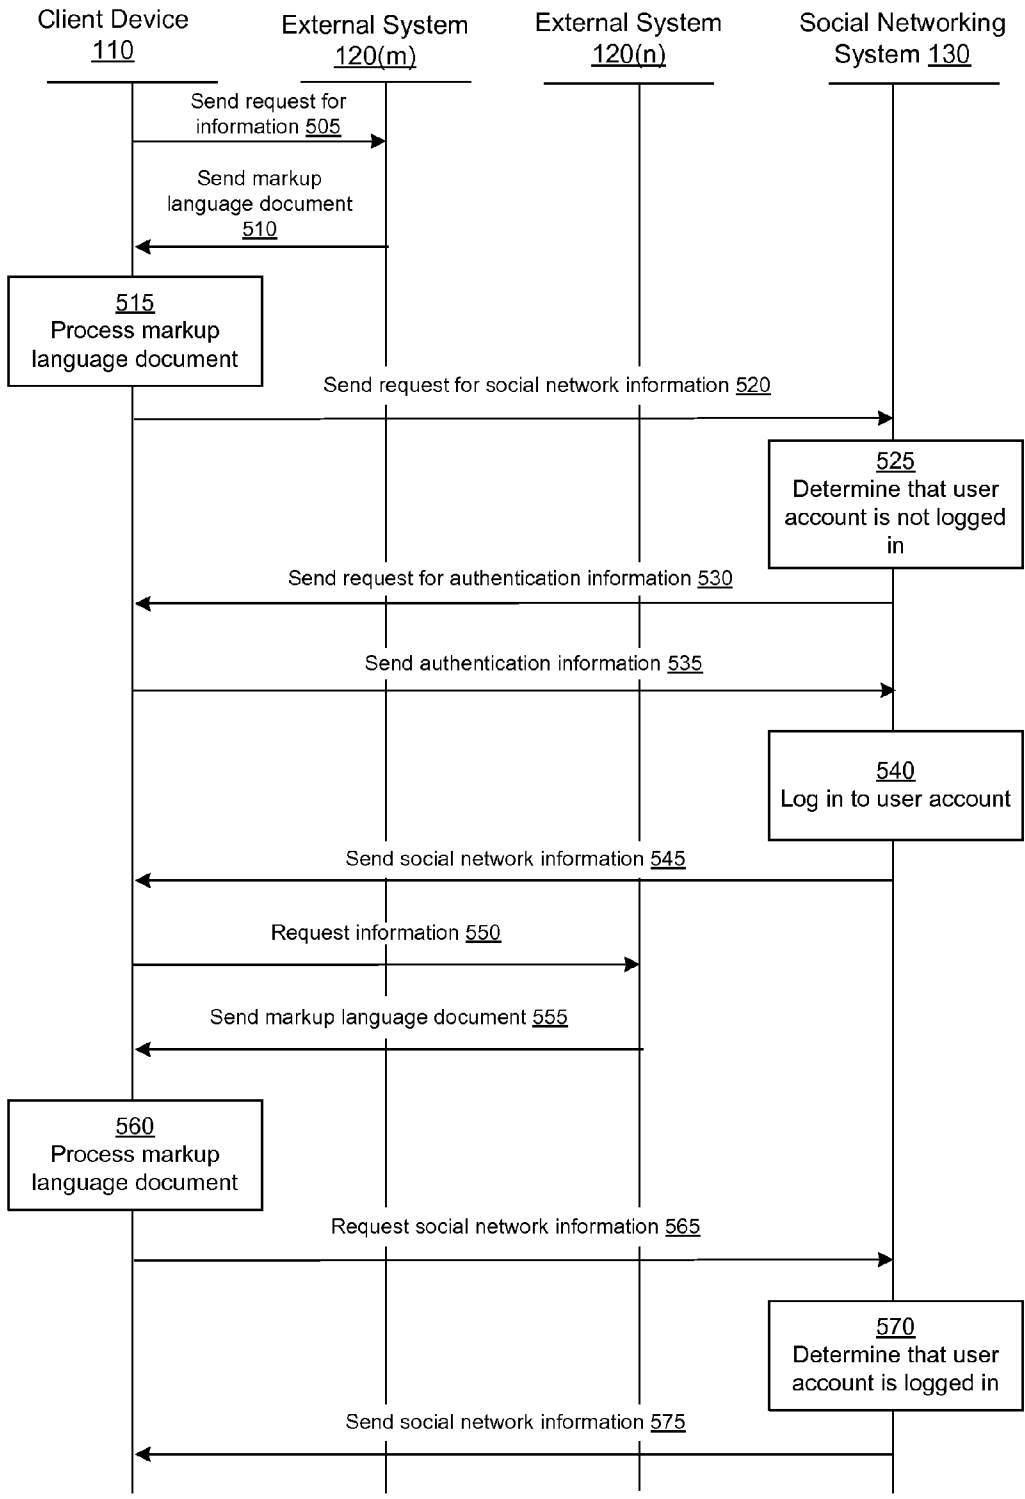 Client Device
110
External System
120(m)
External System
120(n)
Social Networking
System 130
Send request for
information 505
Send markup
language document
510
515
Process markup
language document
Send request for social network information 520
525
Determine that user
account is not logged
in
Send request for authentication information 530
Send authentication information 535
540
Log in to user account
Send social network information 545
Request information 550
Send markup language document 555
560
Process markup
language document
Request social network information 565
570
Determine that user
account is logged in
Send social network information 575